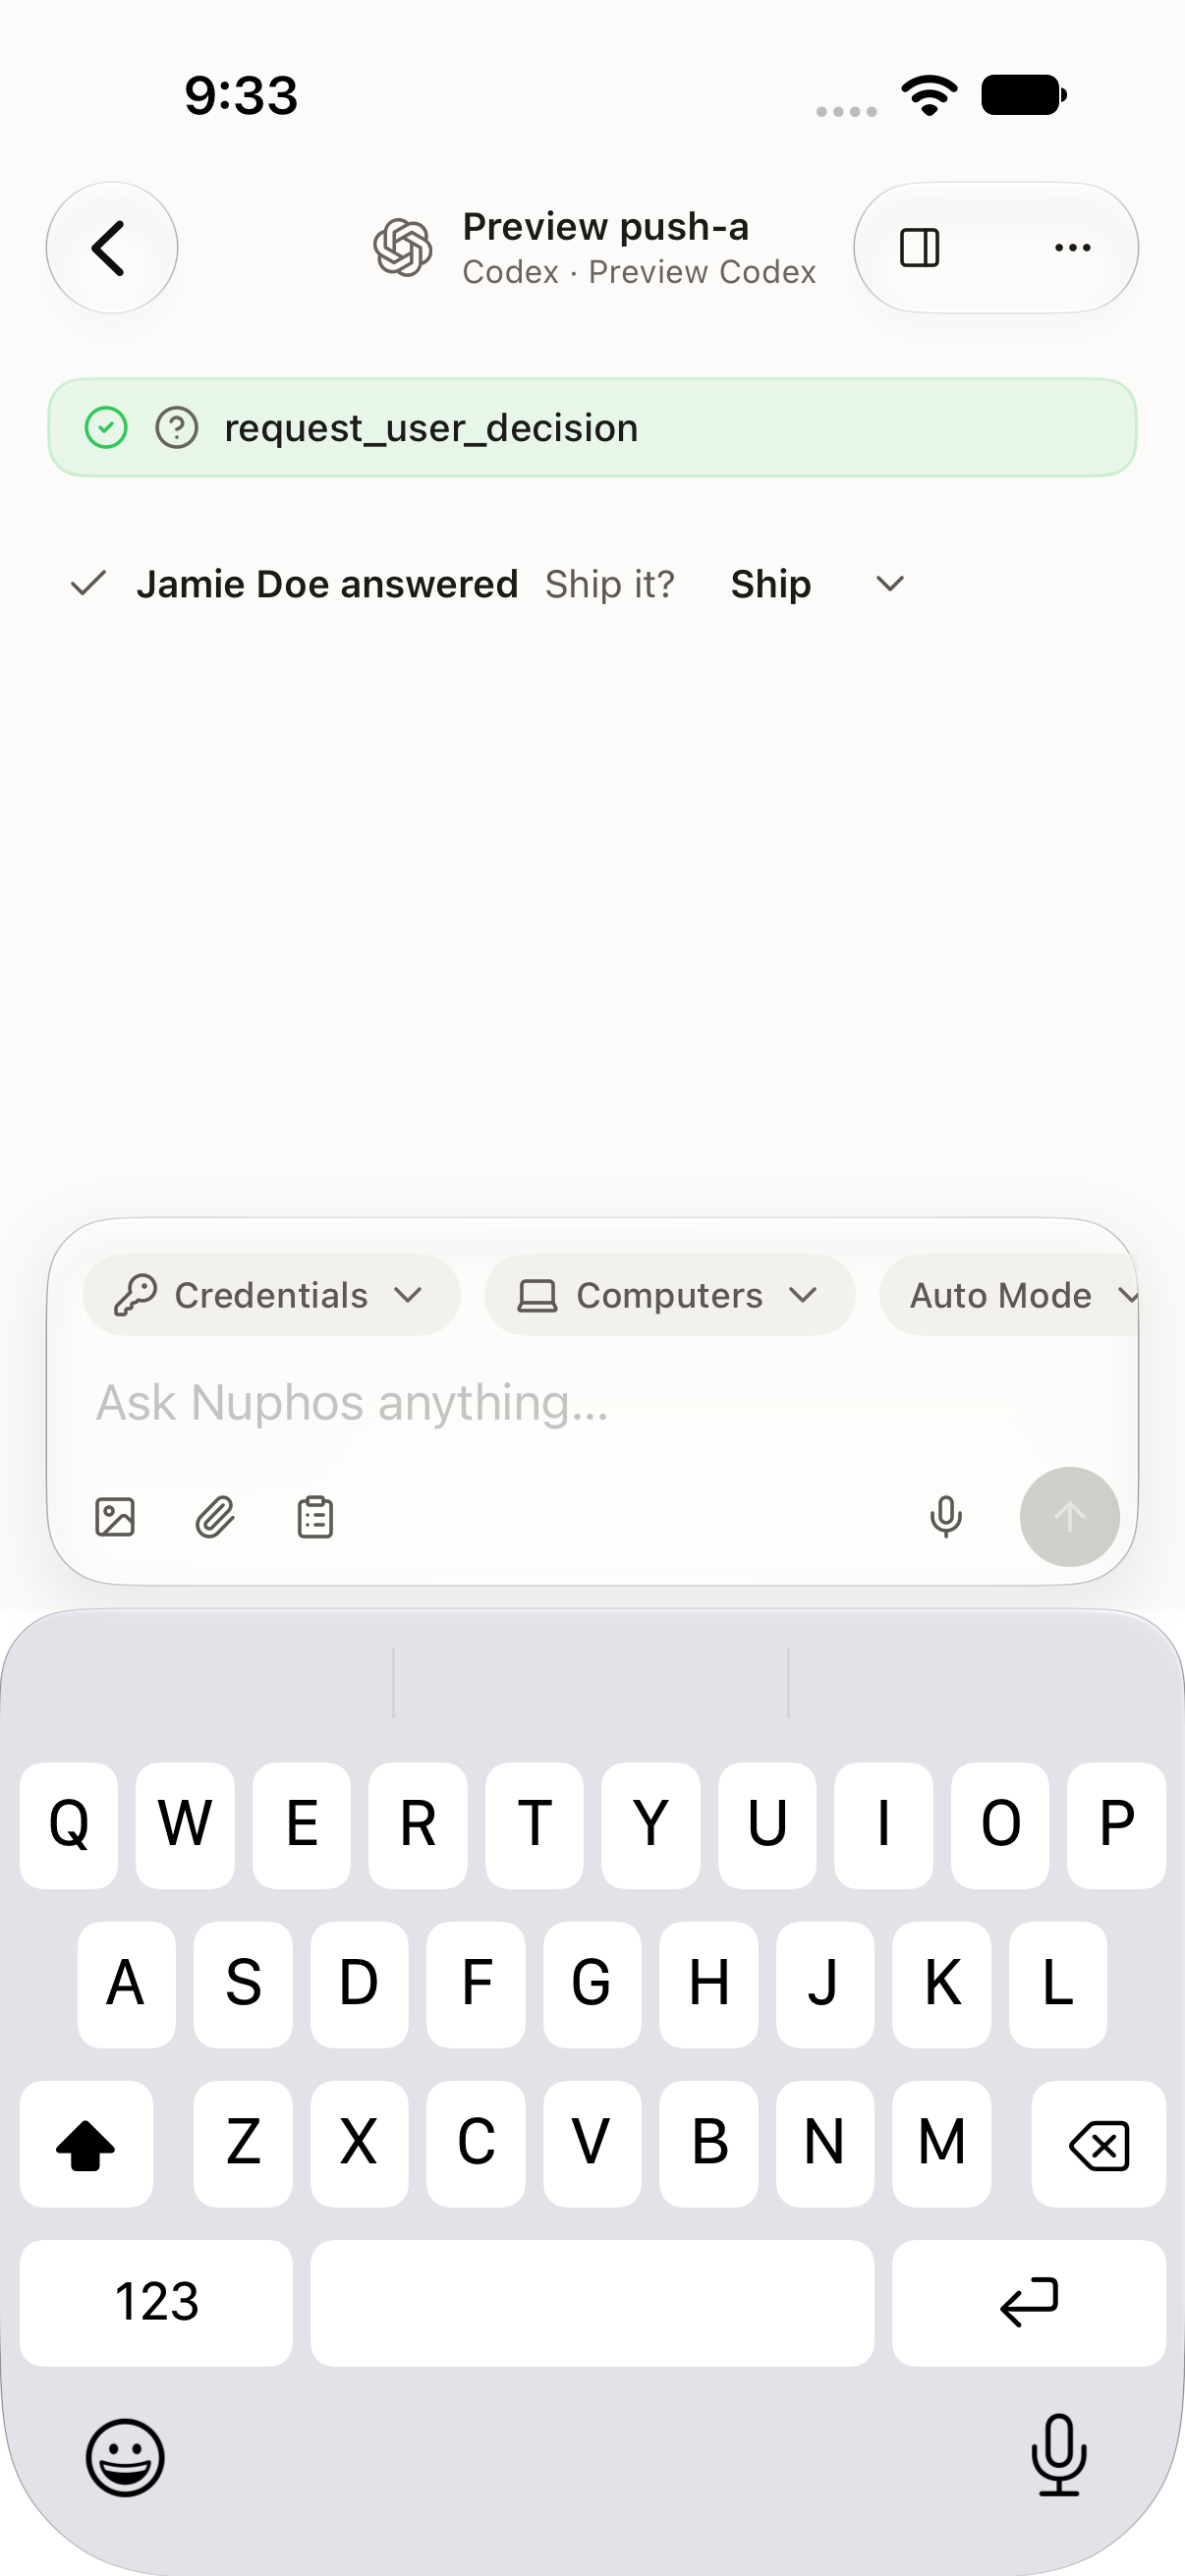 9:33
Preview push-a
Codex · Preview Codex
request_user_decision
Jamie Doe answered Ship it? Ship
Credentials Computers Auto Mode
Ask Nuphos anything...
Q W E R T Y U I O P
A S D F G H J K L
Z X C V B N M
123